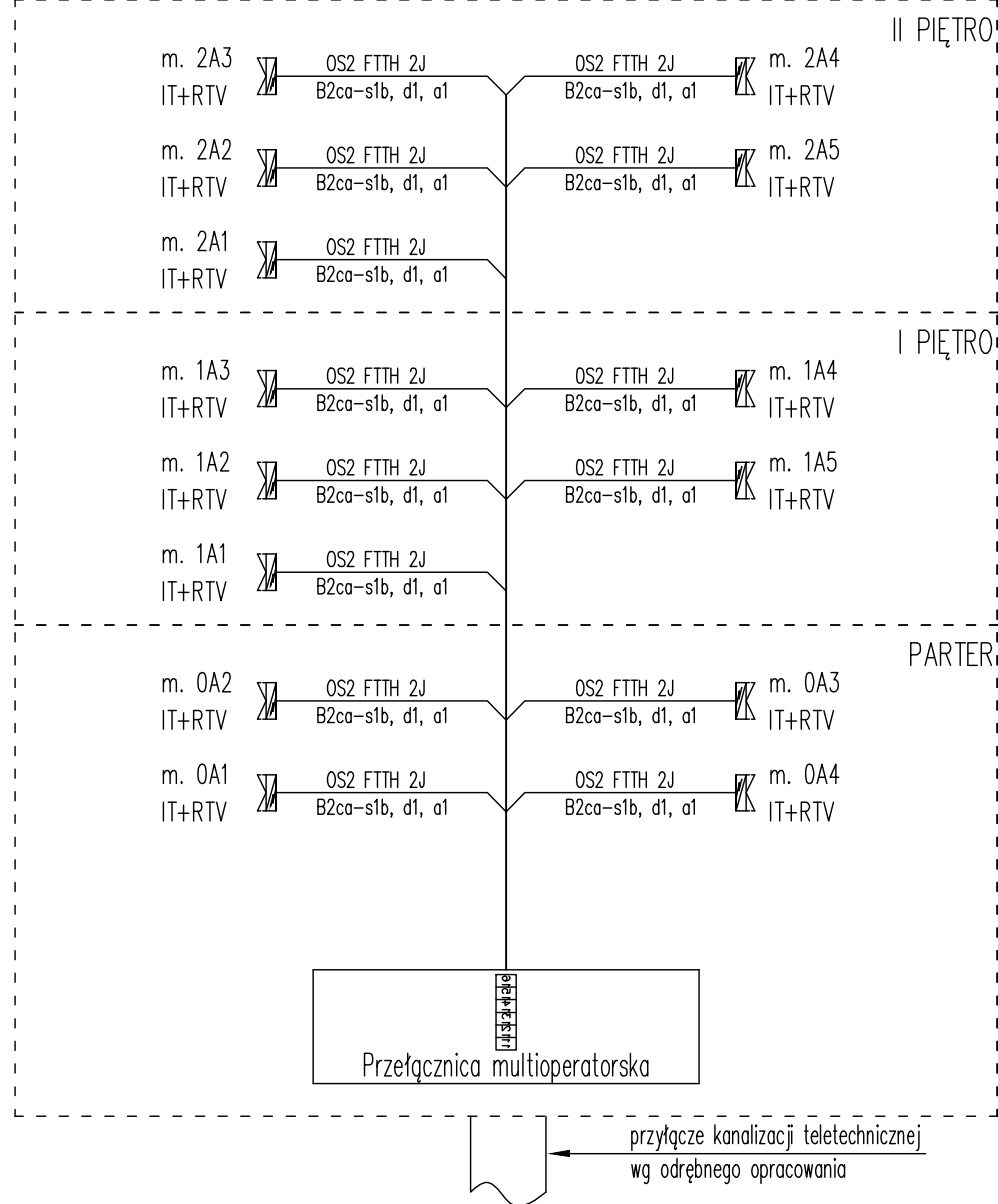 II PIĘTRO
m. 2A3
IT+RTV
OS2 FTTH 2J
B2ca-s1b, d1, a1
OS2 FTTH 2J
B2ca-s1b, d1, a1
m. 2A4
IT+RTV
m. 2A2
IT+RTV
OS2 FTTH 2J
B2ca-s1b, d1, a1
OS2 FTTH 2J
B2ca-s1b, d1, a1
m. 2A5
IT+RTV
m. 2A1
IT+RTV
OS2 FTTH 2J
B2ca-s1b, d1, a1
I PIĘTRO
m. 1A3
IT+RTV
OS2 FTTH 2J
B2ca-s1b, d1, a1
OS2 FTTH 2J
B2ca-s1b, d1, a1
m. 1A4
IT+RTV
m. 1A2
IT+RTV
OS2 FTTH 2J
B2ca-s1b, d1, a1
OS2 FTTH 2J
B2ca-s1b, d1, a1
m. 1A5
IT+RTV
m. 1A1
IT+RTV
OS2 FTTH 2J
B2ca-s1b, d1, a1
PARTER
m. 0A2
IT+RTV
OS2 FTTH 2J
B2ca-s1b, d1, a1
OS2 FTTH 2J
B2ca-s1b, d1, a1
m. 0A3
IT+RTV
m. 0A1
IT+RTV
OS2 FTTH 2J
B2ca-s1b, d1, a1
OS2 FTTH 2J
B2ca-s1b, d1, a1
m. 0A4
IT+RTV
Przełącznica multioperatorska
przyłącze kanalizacji teletechnicznej
wg odrębnego opracowania